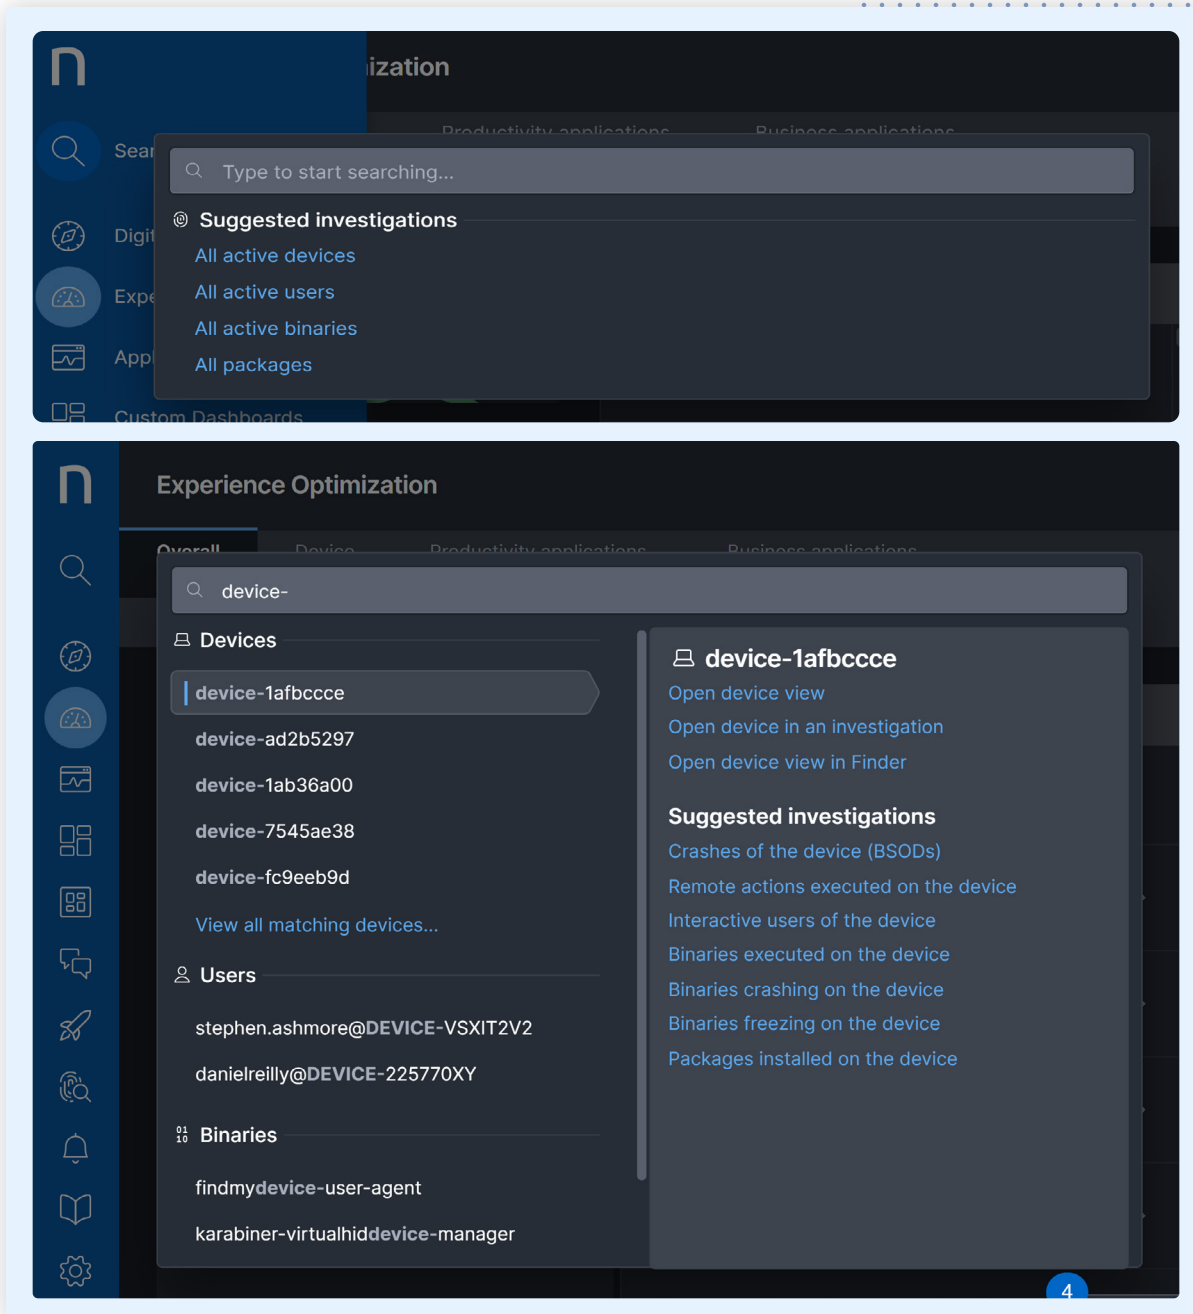 n
ization
Productivity applications Business applications
Sear
Type to start searching...
Suggested investigations
Digit
All active devices
Expe
All active users
All active binaries
App
All packages
Custom Dashboards
n
Experience Optimization
Overall Device Productivity applications Business applications
device-
Devices
device-1afbccce
device-ad2b5297
device-1ab36a00
device-7545ae38
device-fc9eeb9d
View all matching devices...
Users
stephen.ashmore@DEVICE-VSXIT2V2
danielreilly@DEVICE-225770XY
Binaries
findmydevice-user-agent
karabiner-virtualhiddevice-manager
device-1afbccce
Open device view
Open device in an investigation
Open device view in Finder
Suggested investigations
Crashes of the device (BSODs)
Remote actions executed on the device
Interactive users of the device
Binaries executed on the device
Binaries crashing on the device
Binaries freezing on the device
Packages installed on the device
4